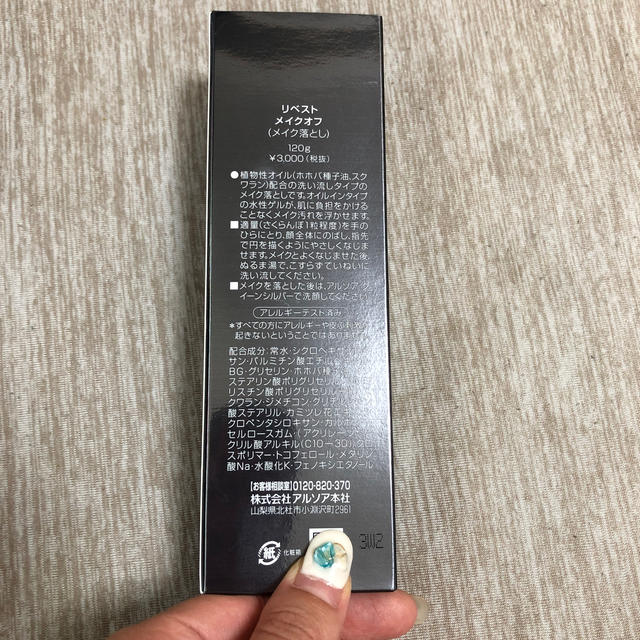 リベスト
メイクオフ
(メイク落とし)
120g
¥3,000(税抜)
●植物性オイル(ホホバ種子油、スク
ワラン)配合の洗い流しタイプの
メイク落としです。オイルインタイプ
の水性ゲルが、肌に負担をかける
ことなくメイク汚れを浮かせます。
■適量(さくらんぼ1粒程度)を手の
ひらにとり、顔全体にのばし、指先
で円を描くようにやさしくなじま
せます。メイクとよくなじませた後、
ぬるま湯で、こすらずていねいに
洗い流してください。
■メイクを落とした後は、アルソア ク
イーンシルバーで洗顔してください
アレルギーテスト済み
*すべての方にアレルギーや皮ふ刺
起きないということではありませ
配合成分:常水・シクロヘキサ
サン・パルミチン酸エチル
BG・グリセリン・ホホバ種
ステアリン酸ポリグリセリル
クワラン・ジメチコン・グリチル
酸ステアリル・カミツレ花エキ
クロペンタシロキサン・カルボ
セルロースガム・(アクリレーツ
クリル酸アルキル(C10-30))クロ
スポリマー・トコフェロール・メタリン
酸Na・水酸化K・フェノキシエタノール
【お客様相談室】0120-820-370
株式会社アルソア本社
山梨県北杜市小淵沢町2961
紙 化粧箱
3W2